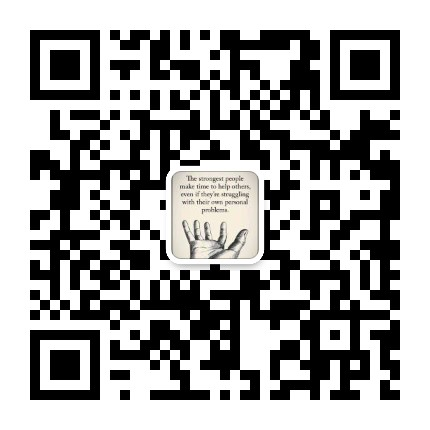 The strongest people
make time to help others,
even if they're struggling
with their own personal
problems.